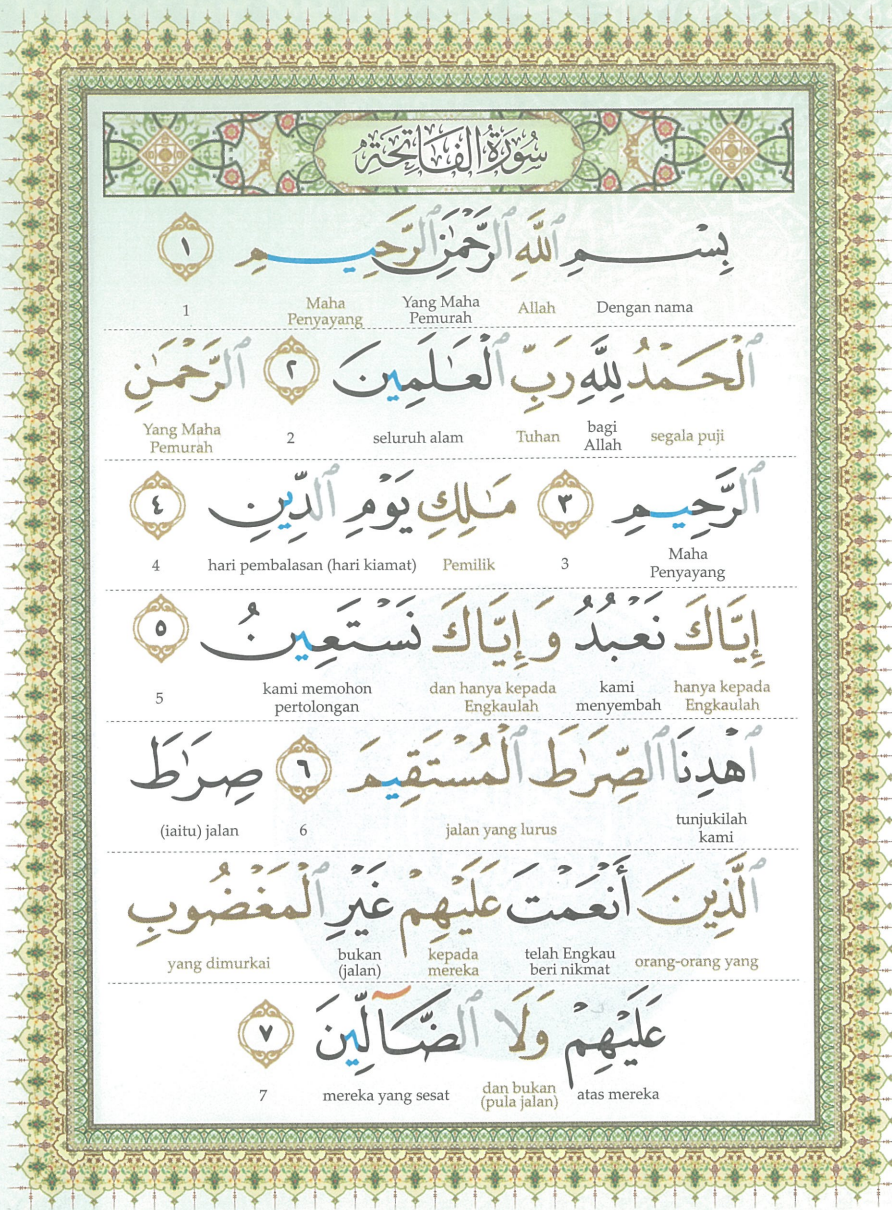 سُورَةُ الفَاتِحَةِ
بِسْمِ ٱللَّهِ ٱلرَّحْمَٰنِ ٱلرَّحِيمِ ١
Dengan nama Allah Yang Maha Pemurah Maha Penyayang 1
ٱلْحَمْدُ لِلَّهِ رَبِّ ٱلْعَٰلَمِينَ ٢ ٱلرَّحْمَٰنِ
segala puji bagi Allah Tuhan seluruh alam 2 Yang Maha Pemurah
ٱلرَّحِيمِ ٣ مَٰلِكِ يَوْمِ ٱلدِّينِ ٤
Maha Penyayang 3 Pemilik hari pembalasan (hari kiamat) 4
إِيَّاكَ نَعْبُدُ وَإِيَّاكَ نَسْتَعِينُ ٥
hanya kepada Engkaulah kami menyembah dan hanya kepada Engkaulah kami memohon pertolongan 5
ٱهْدِنَا ٱلصِّرَٰطَ ٱلْمُسْتَقِيمَ ٦ صِرَٰطَ
tunjukilah kami jalan yang lurus 6 (iaitu) jalan
ٱلَّذِينَ أَنْعَمْتَ عَلَيْهِمْ غَيْرِ ٱلْمَغْضُوبِ
orang-orang yang telah Engkau beri nikmat kepada mereka bukan (jalan) yang dimurkai
عَلَيْهِمْ وَلَا ٱلضَّآلِّينَ ٧
atas mereka dan bukan (pula jalan) mereka yang sesat 7